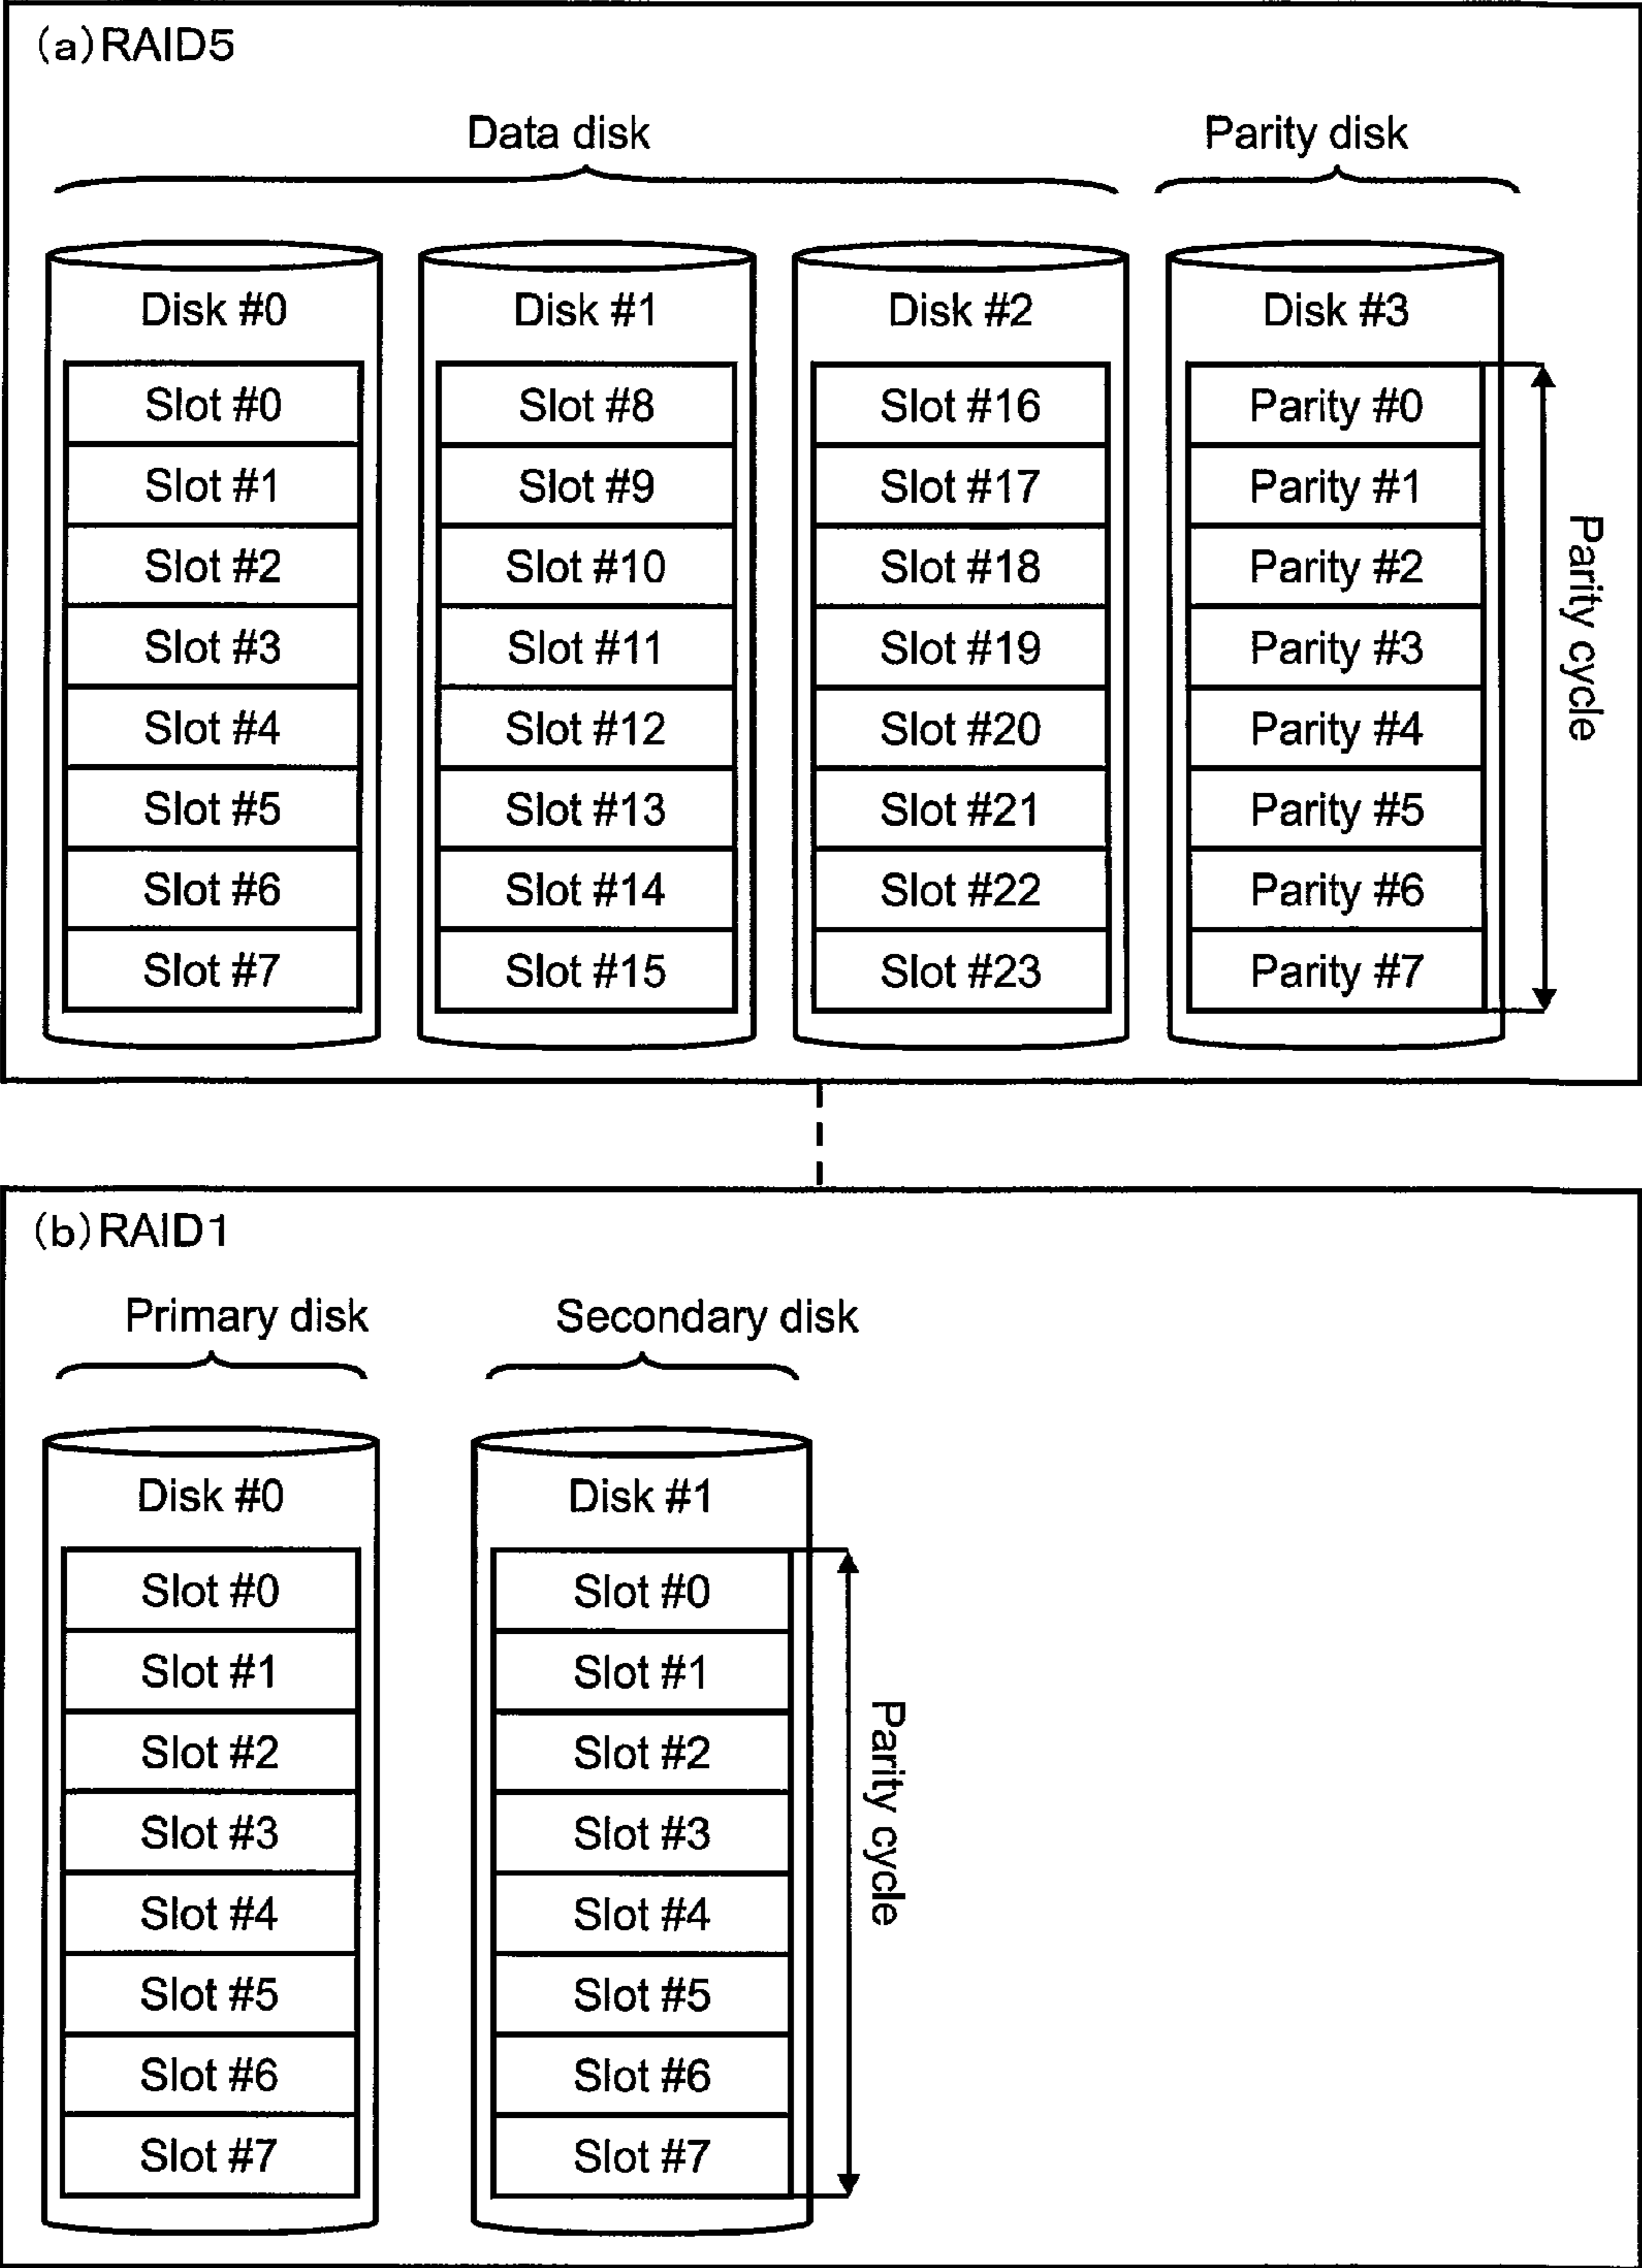 (a)RAID5
Data disk Parity disk
Disk #0 Disk #1 Disk #2 Disk #3
Slot #0 Slot #8 Slot #16 Parity #0
Slot #1 Slot #9 Slot #17 Parity #1
Slot #2 Slot #10 Slot #18 Parity #2
Slot #3 Slot #11 Slot #19 Parity #3
Slot #4 Slot #12 Slot #20 Parity #4
Slot #5 Slot #13 Slot #21 Parity #5
Slot #6 Slot #14 Slot #22 Parity #6
Slot #7 Slot #15 Slot #23 Parity #7
Parity cycle
(b)RAID1
Primary disk Secondary disk
Disk #0 Disk #1
Slot #0 Slot #0
Slot #1 Slot #1
Slot #2 Slot #2
Slot #3 Slot #3
Slot #4 Slot #4
Slot #5 Slot #5
Slot #6 Slot #6
Slot #7 Slot #7
Parity cycle